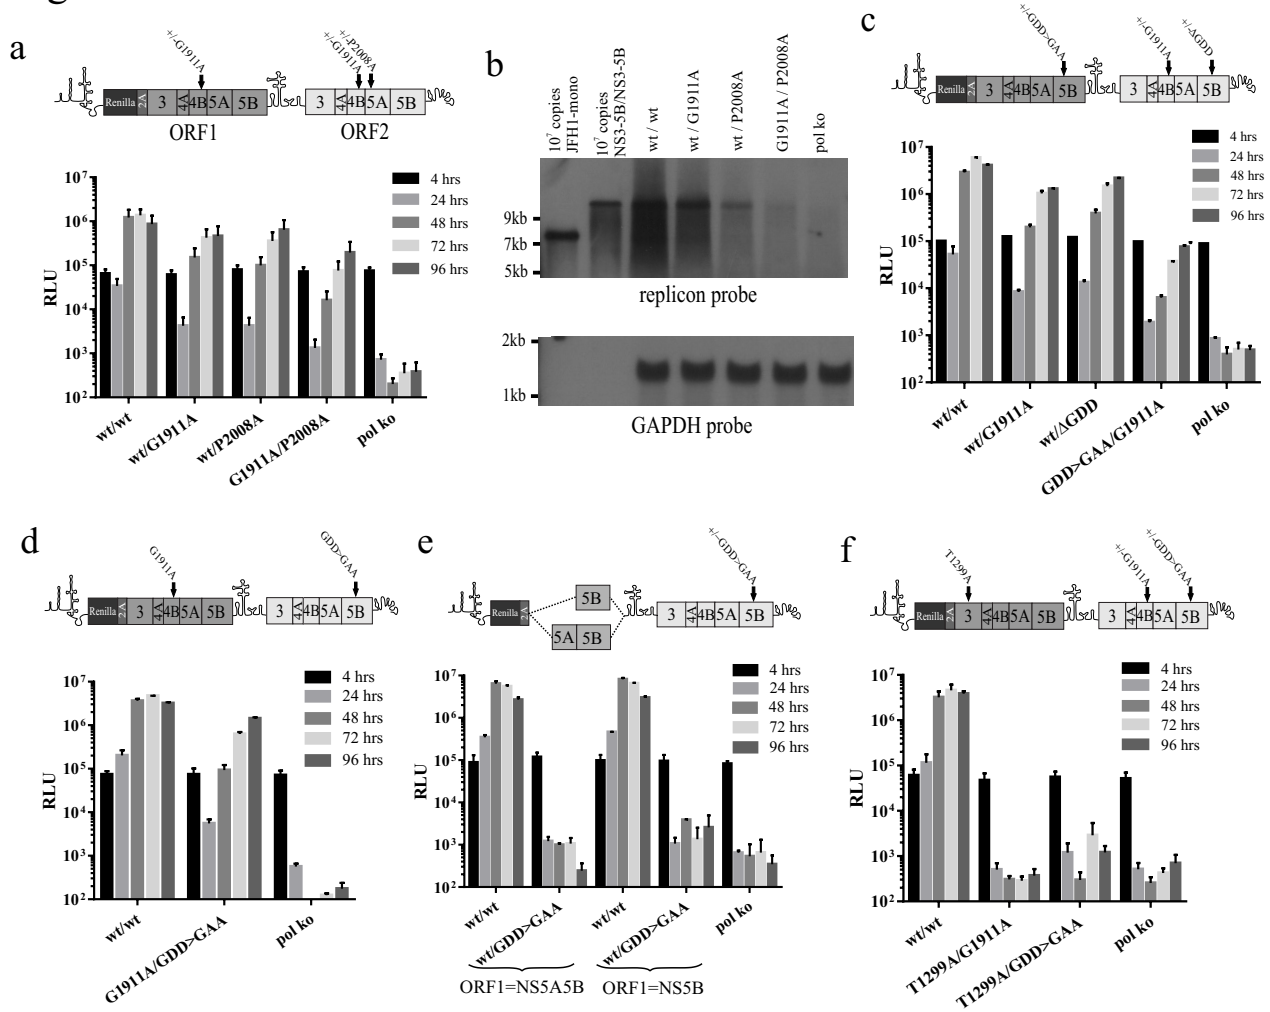 a
+/-G1911A
+/-P2008A
+/-G1911A
Renilla 2A 3 4A 4B 5A 5B
3 4A 4B 5A 5B
ORF1
ORF2
RLU
10⁷
10⁶
10⁵
10⁴
10³
10²
4 hrs
24 hrs
48 hrs
72 hrs
96 hrs
wt/wt
wt/G1911A
wt/P2008A
G1911A/P2008A
pol ko
b
10⁷ copies
JFH1-mono
10⁷ copies
NS3-5B/NS3-5B
wt / wt
wt / G1911A
wt / P2008A
G1911A / P2008A
pol ko
9kb
7kb
5kb
replicon probe
2kb
1kb
GAPDH probe
c
+/-GDD>GAA
+/-G1911A
+/-ΔGDD
Renilla 2A 3 4A 4B 5A 5B
3 4A 4B 5A 5B
RLU
10⁷
10⁶
10⁵
10⁴
10³
10²
4 hrs
24 hrs
48 hrs
72 hrs
96 hrs
wt/wt
wt/G1911A
wt/ΔGDD
GDD>GAA/G1911A
pol ko
d
G1911A
GDD>GAA
Renilla 2A 3 4A 4B 5A 5B
3 4A 4B 5A 5B
RLU
10⁷
10⁶
10⁵
10⁴
10³
10²
4 hrs
24 hrs
48 hrs
72 hrs
96 hrs
wt/wt
G1911A/GDD>GAA
pol ko
e
+/-GDD>GAA
Renilla 2A
5B
5A 5B
3 4A 4B 5A 5B
RLU
10⁷
10⁶
10⁵
10⁴
10³
10²
4 hrs
24 hrs
48 hrs
72 hrs
96 hrs
wt/wt
wt/GDD>GAA
wt/wt
wt/GDD>GAA
pol ko
ORF1=NS5A5B
ORF1=NS5B
f
T1299A
+/-G1911A
+/-GDD>GAA
Renilla 2A 3 4A 4B 5A 5B
3 4A 4B 5A 5B
RLU
10⁷
10⁶
10⁵
10⁴
10³
10²
4 hrs
24 hrs
48 hrs
72 hrs
96 hrs
wt/wt
T1299A/G1911A
T1299A/GDD>GAA
pol ko